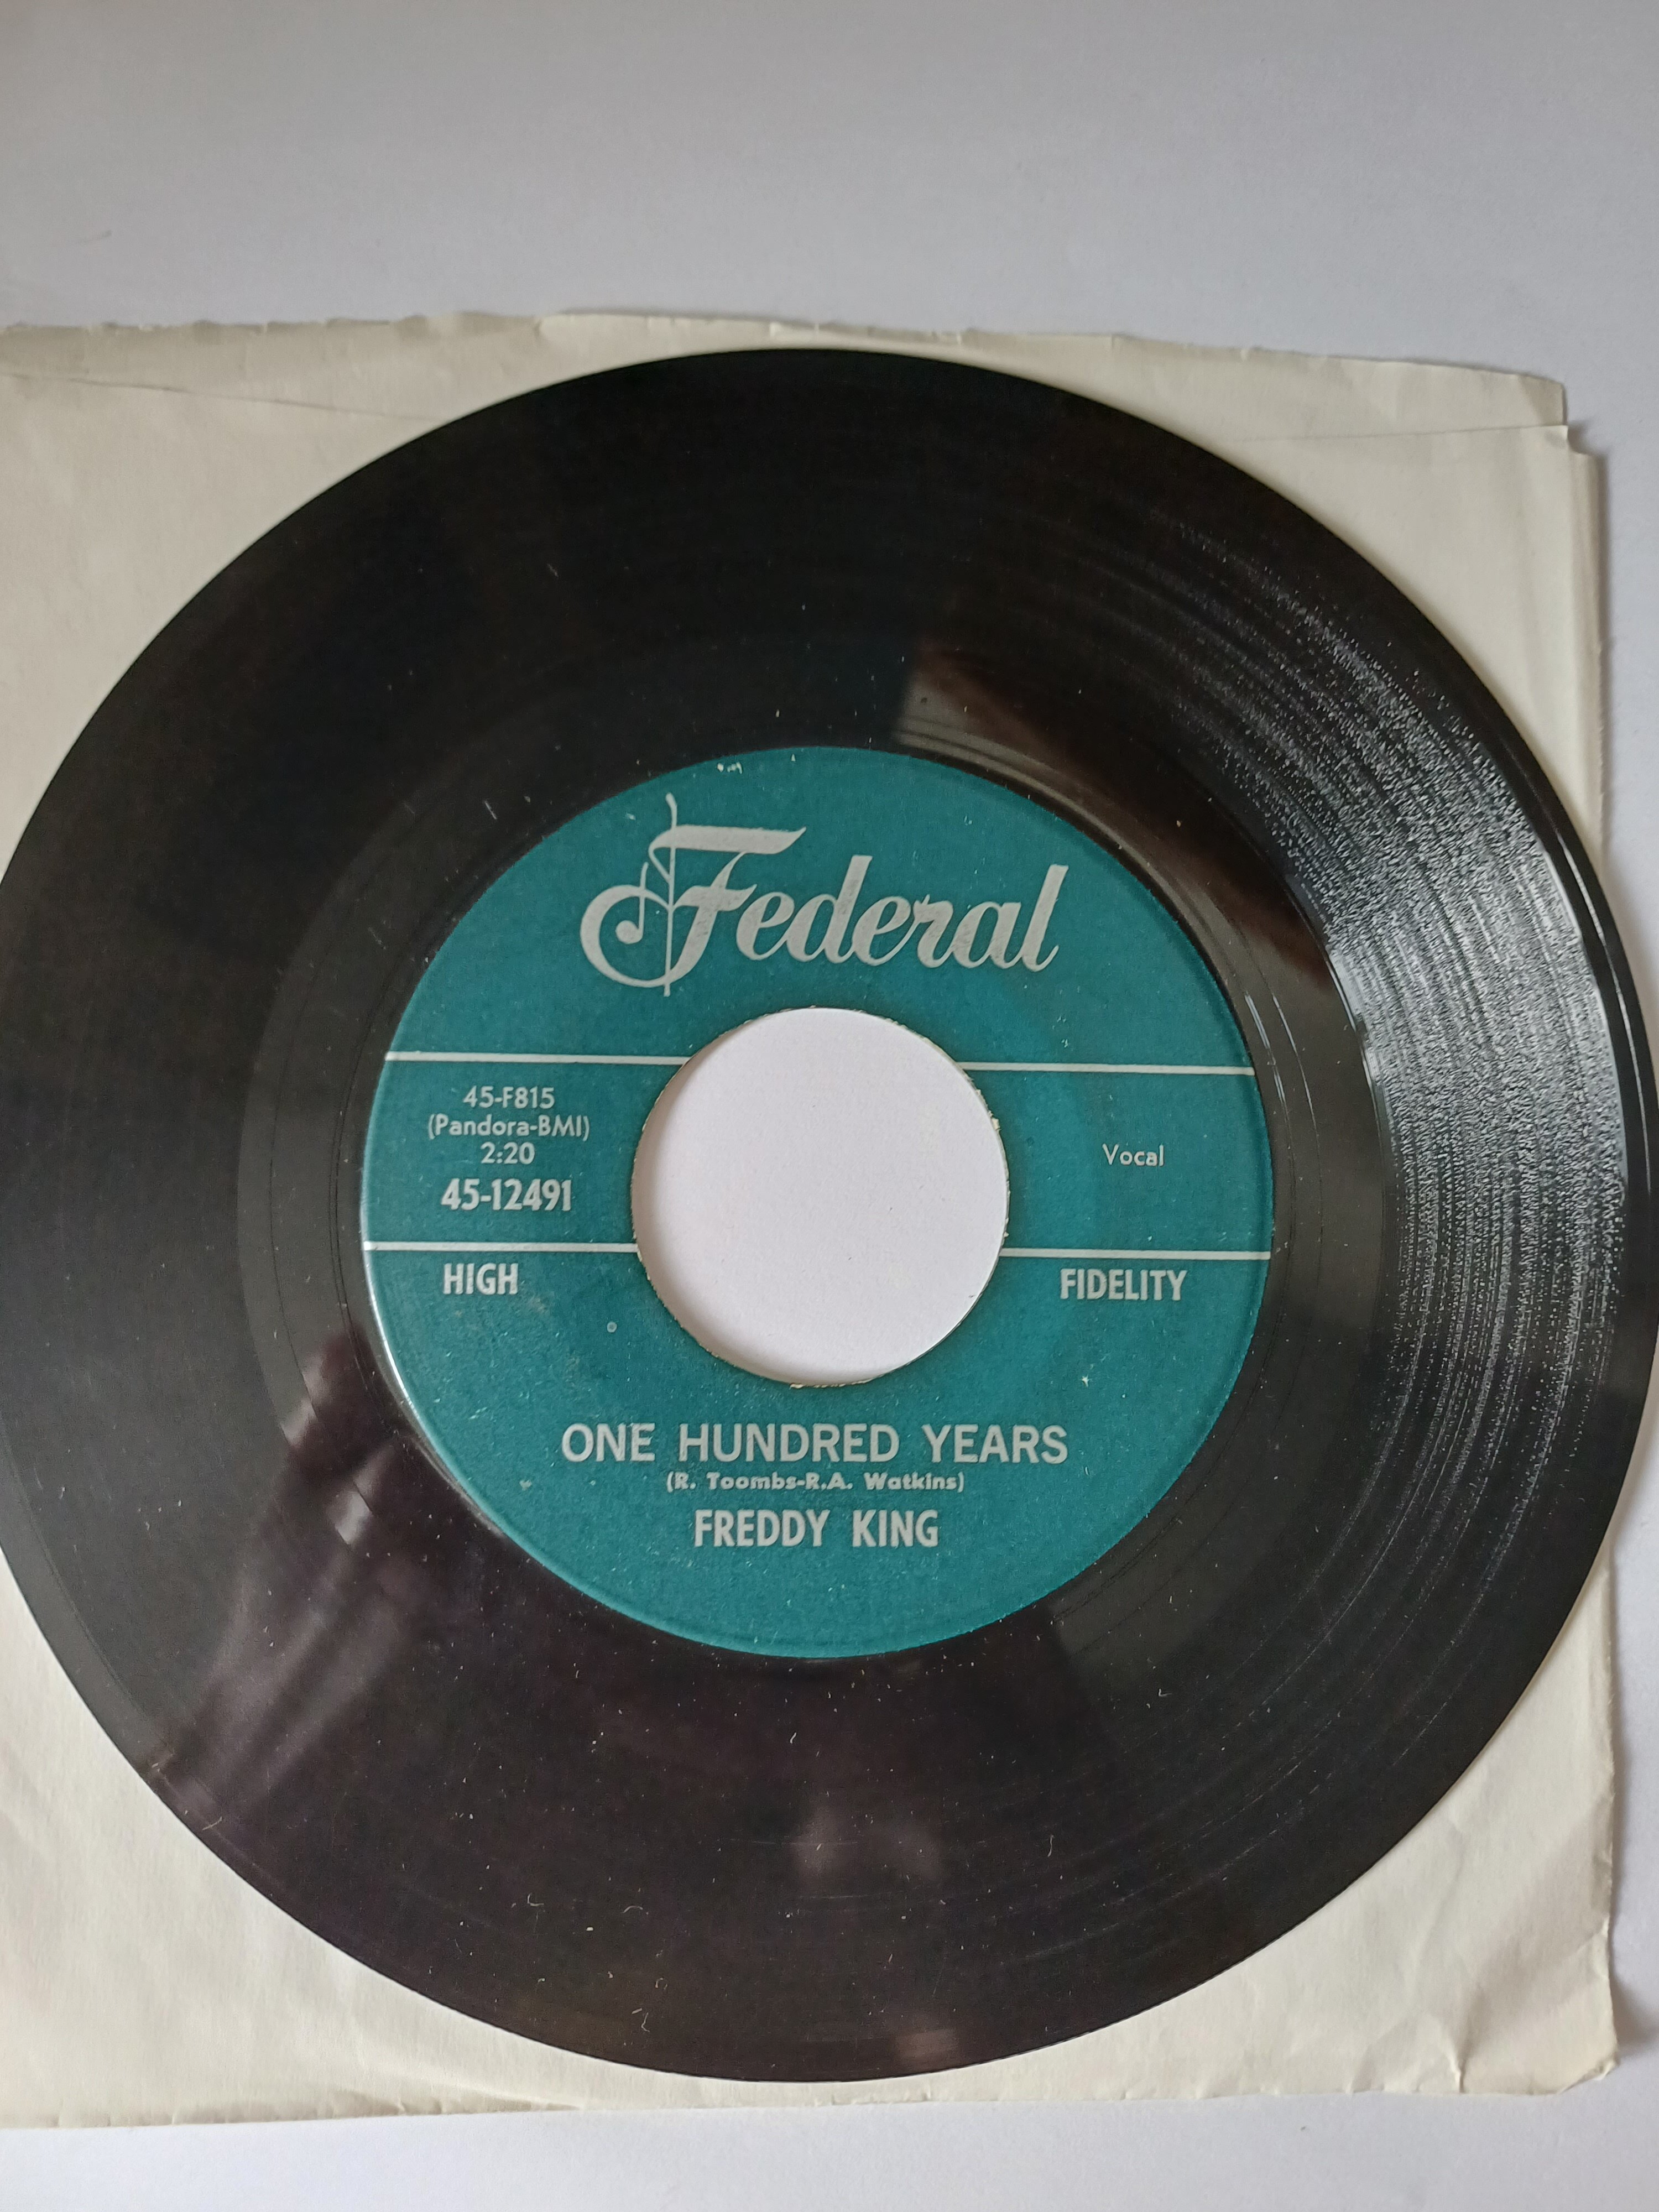 Federal
45-F815
(Pandora-BMI)
2:20
45-12491
Vocal
HIGH FIDELITY
ONE HUNDRED YEARS
(R. Toombs-R.A. Watkins)
FREDDY KING